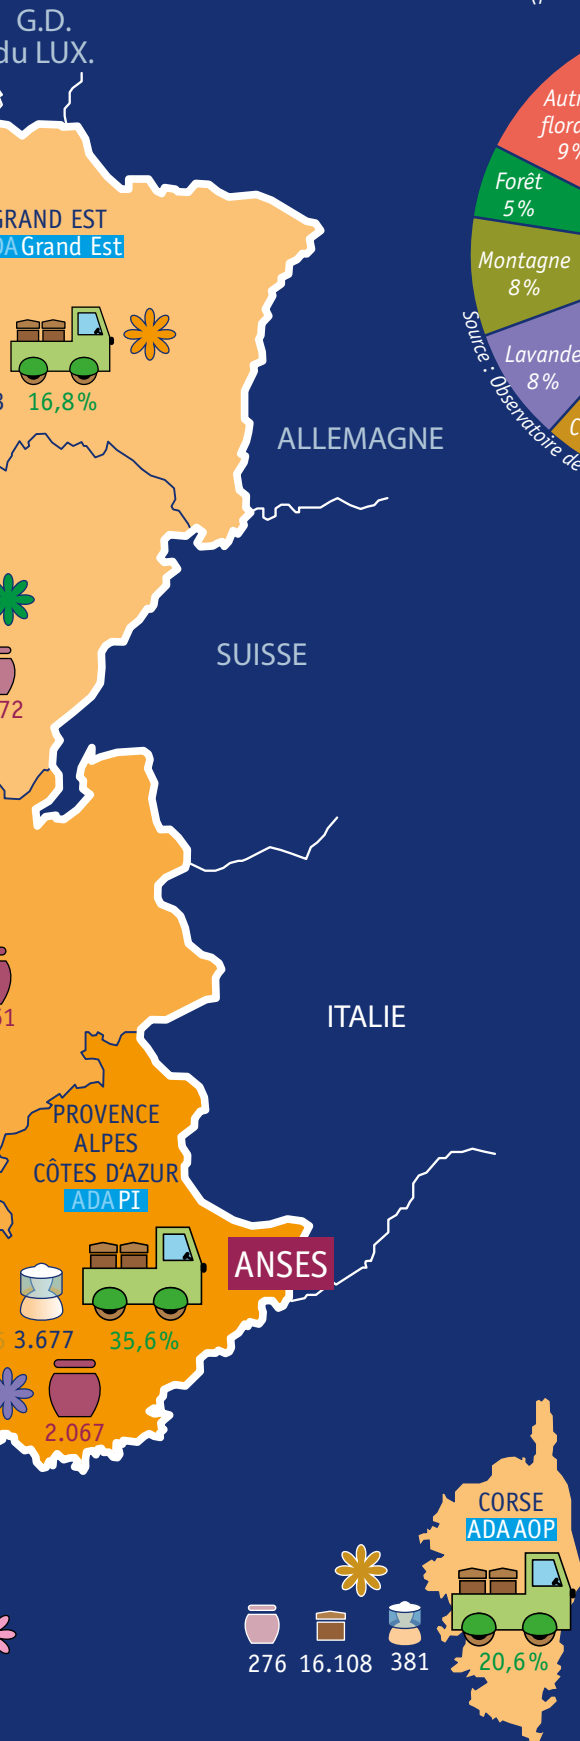 G.D.
du LUX.
GRAND EST
Grand Est
16,8%
ALLEMAGNE
9%
Forêt
5%
Montagne
8%
Lavande
8%
Source : Observatoire de
SUISSE
72
ITALIE
PROVENCE
ALPES
CÔTES D'AZUR
ADAPI
ANSES
3.677
35,6%
2.067
CORSE
ADA AOP
276 16.108 381
20,6%